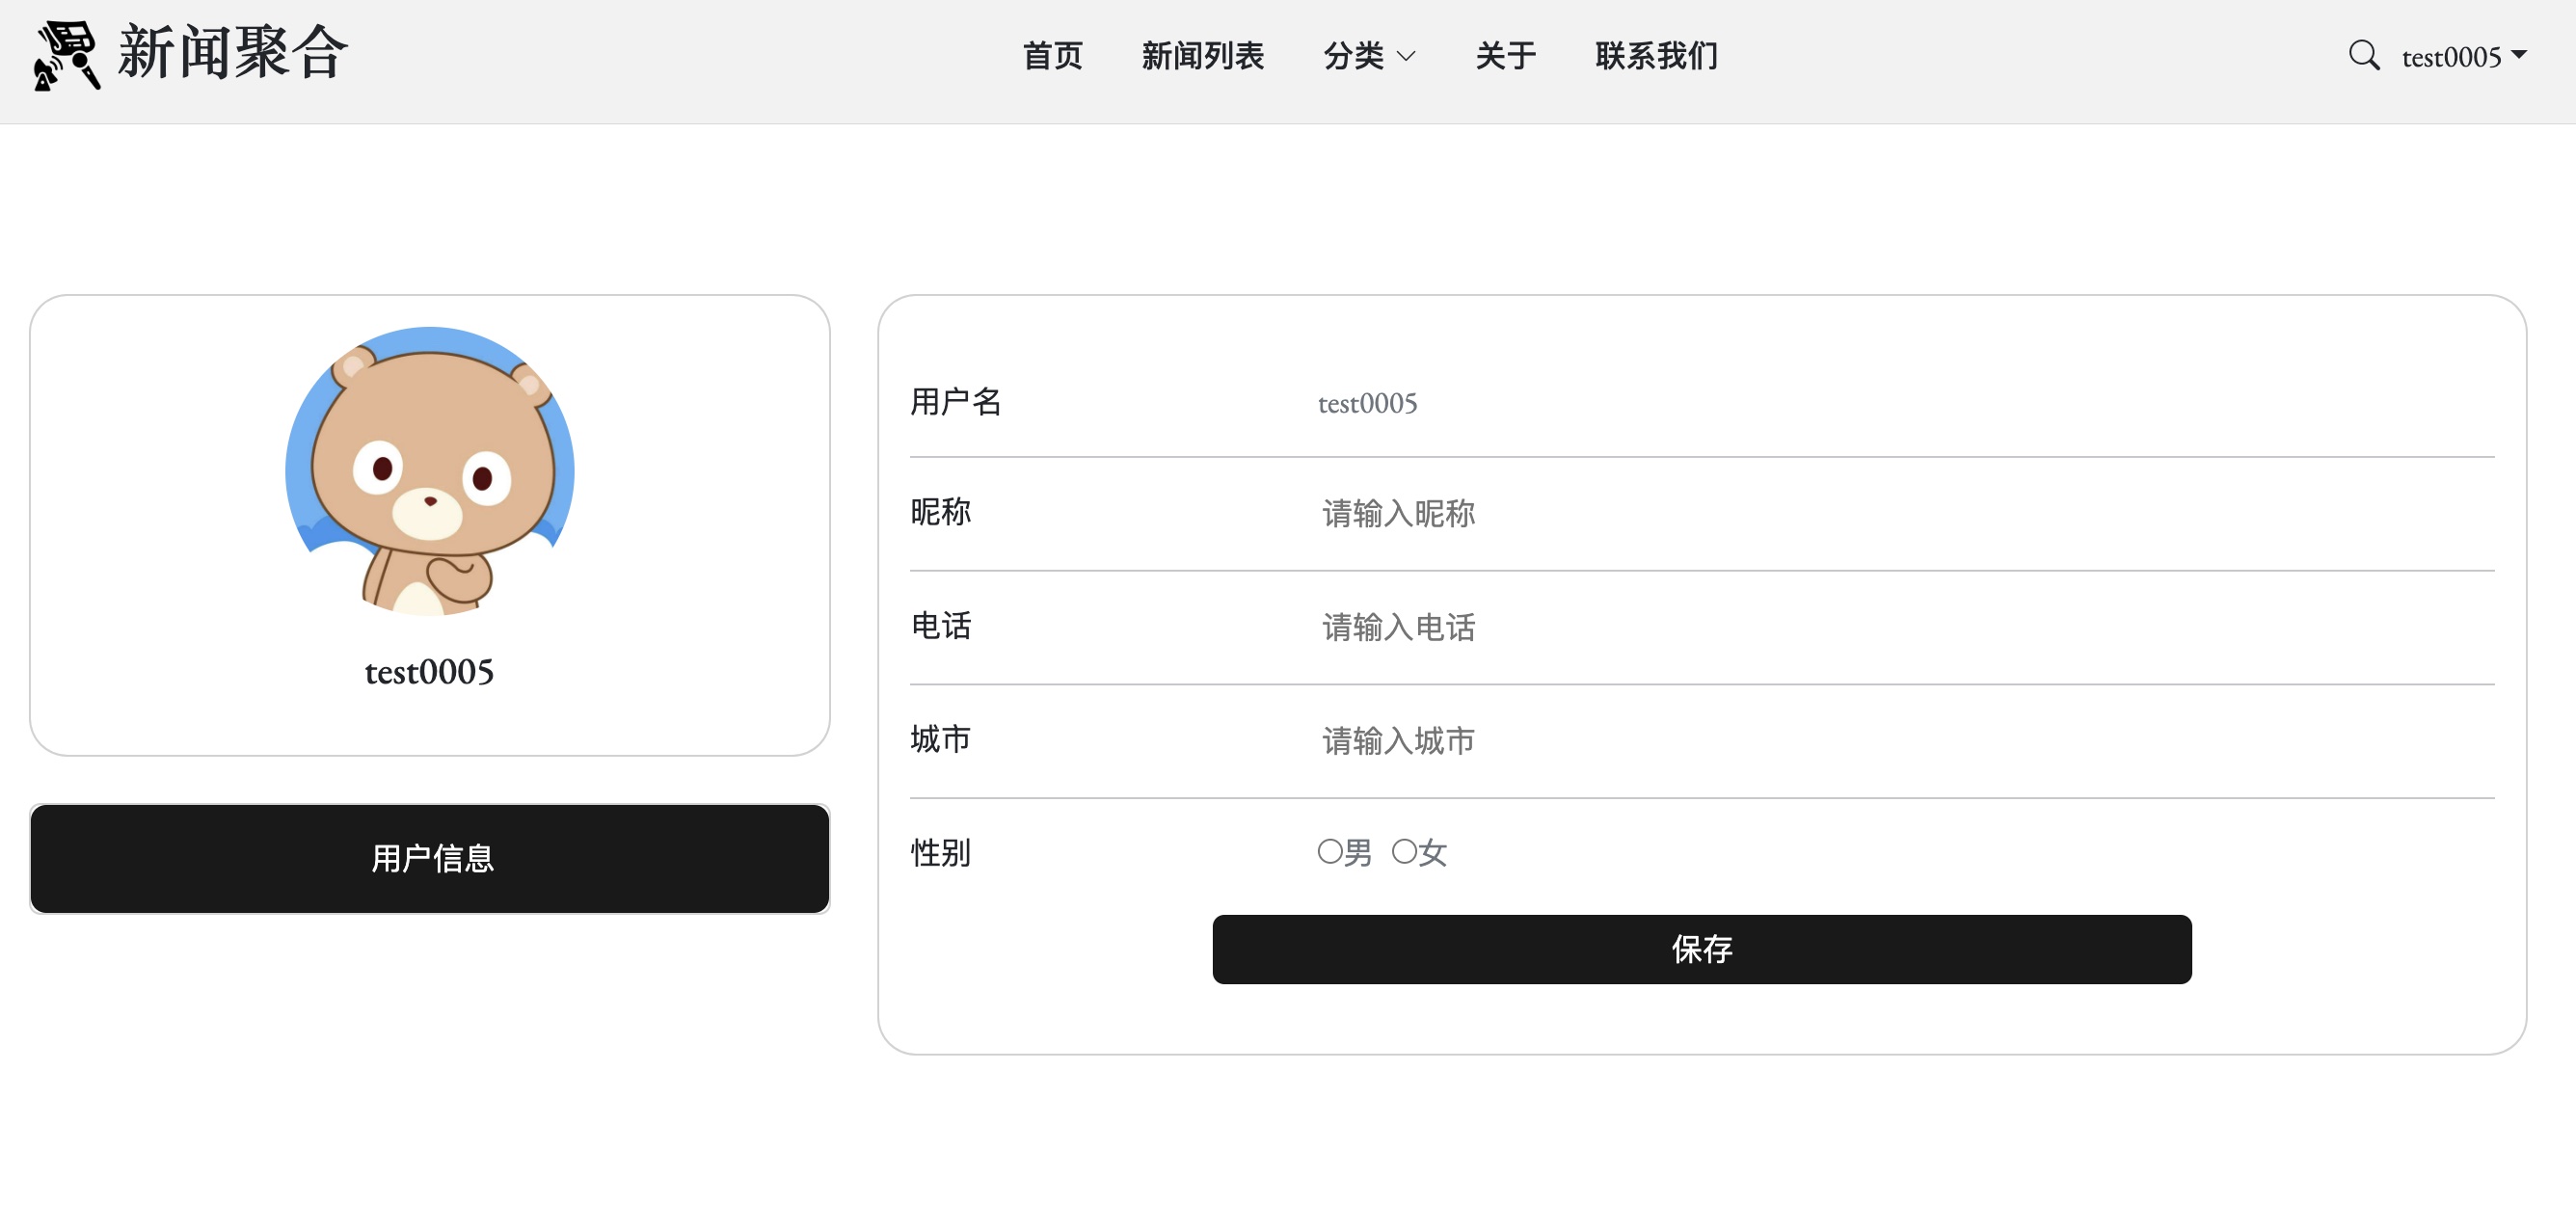 新闻聚合
首页 新闻列表 分类 关于 联系我们
test0005
test0005
用户信息
用户名 test0005
昵称 请输入昵称
电话 请输入电话
城市 请输入城市
性别 男 女
保存